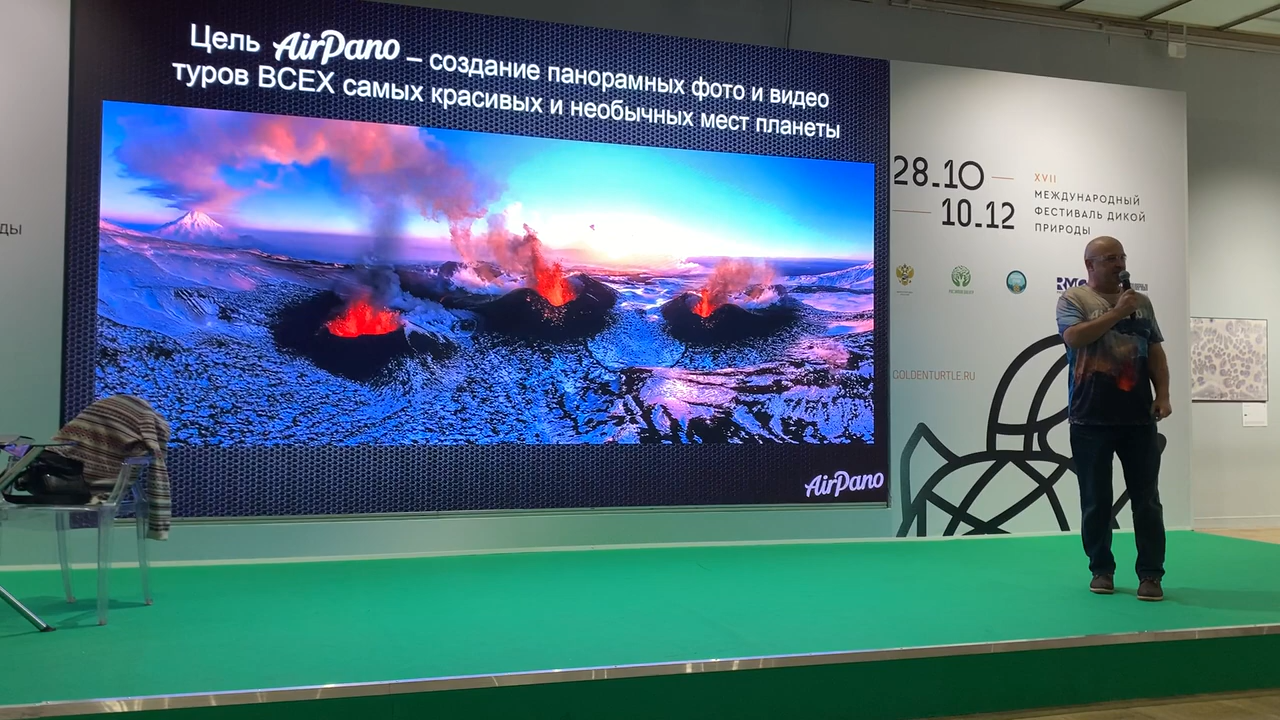 Цель AirPano – создание панорамных фото и видео
туров ВСЕХ самых красивых и необычных мест планеты
AirPano
28.10
10.12
XVII
МЕЖДУНАРОДНЫЙ
ФЕСТИВАЛЬ ДИКОЙ
ПРИРОДЫ
GOLDENTURTLE.RU
ДЫ